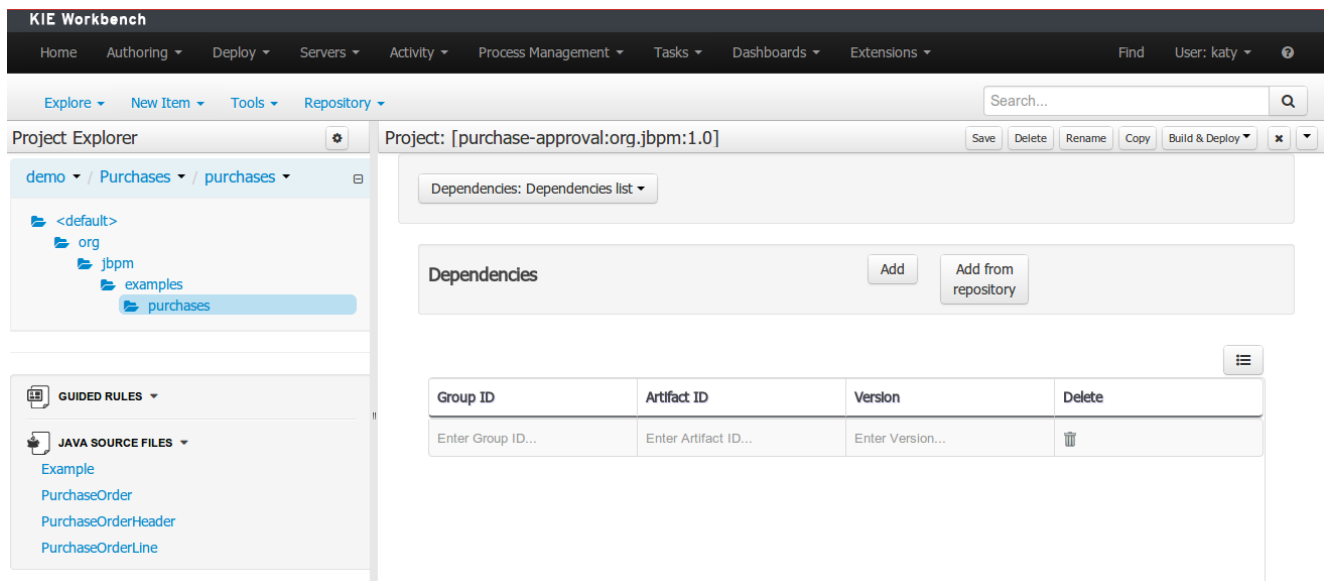 KIE Workbench
Home Authoring Deploy Servers Activity Process Management Tasks Dashboards Extensions Find User: katy
Explore New Item Tools Repository Search...
Project Explorer
Project: [purchase-approval:org.jbpm:1.0] Save Delete Rename Copy Build & Deploy
demo / Purchases / purchases
<default>
org
jbpm
examples
purchases
GUIDED RULES
JAVA SOURCE FILES
Example
PurchaseOrder
PurchaseOrderHeader
PurchaseOrderLine
Dependencies: Dependencies list
Dependencies Add Add from
repository
Group ID Artifact ID Version Delete
Enter Group ID... Enter Artifact ID... Enter Version...